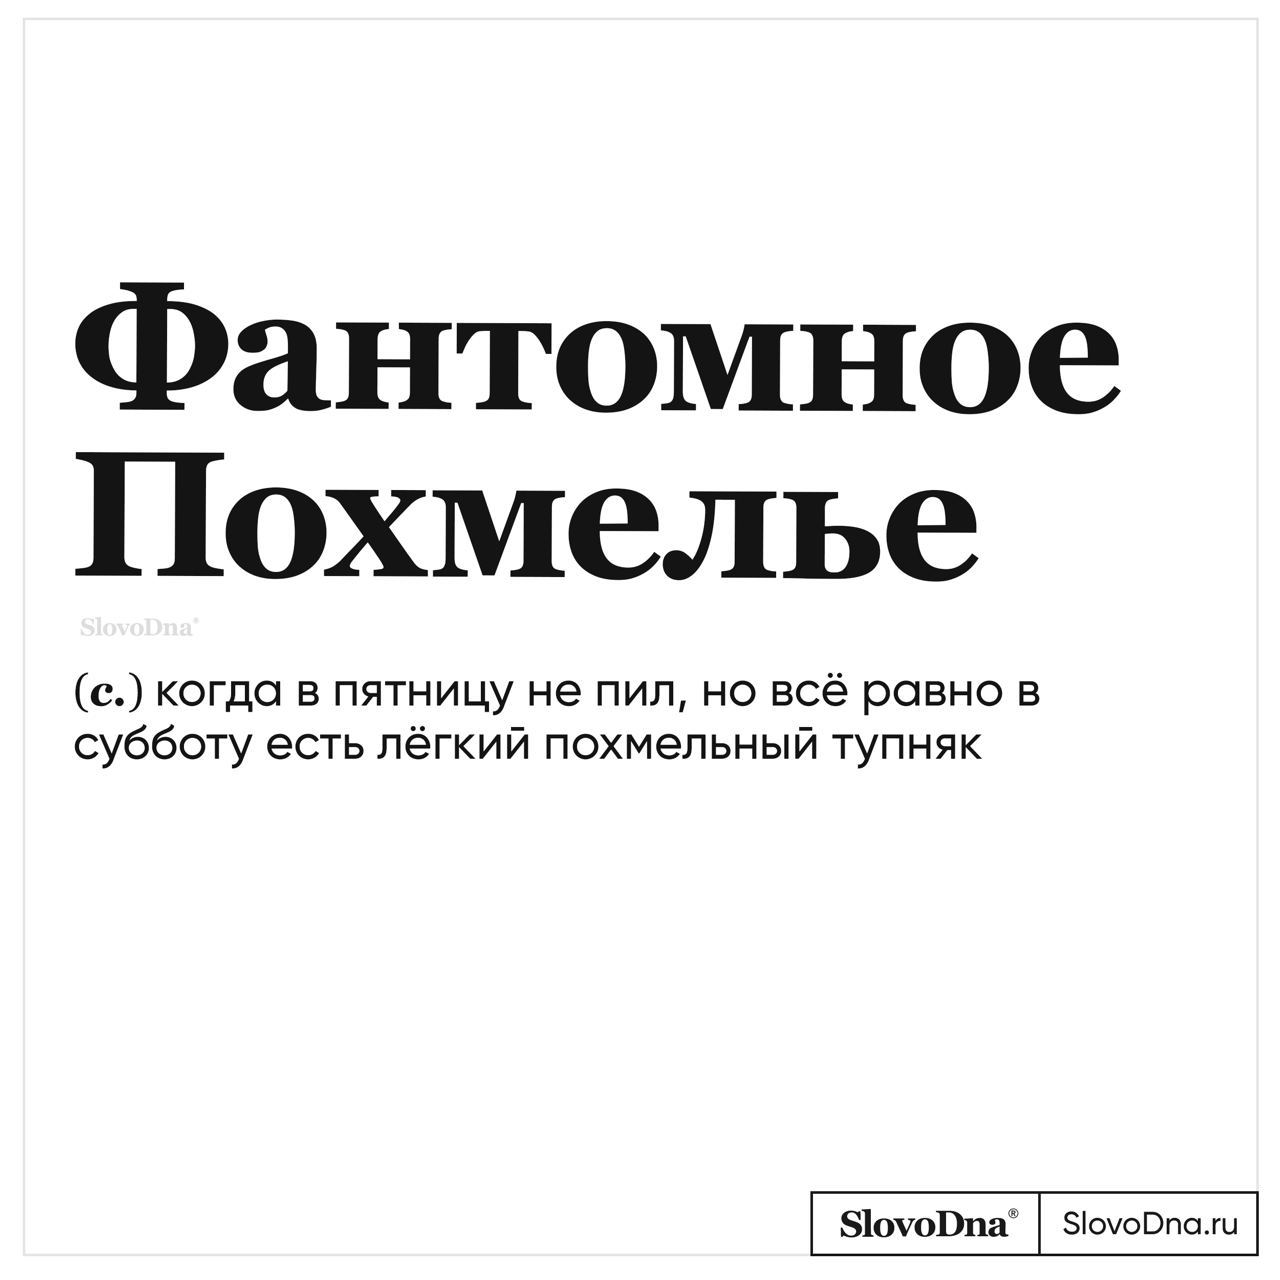 Фантомное
Похмелье
SlovoDna®
(с.) когда в пятницу не пил, но всё равно в
субботу есть лёгкий похмельный тупняк
SlovoDna® SlovoDna.ru